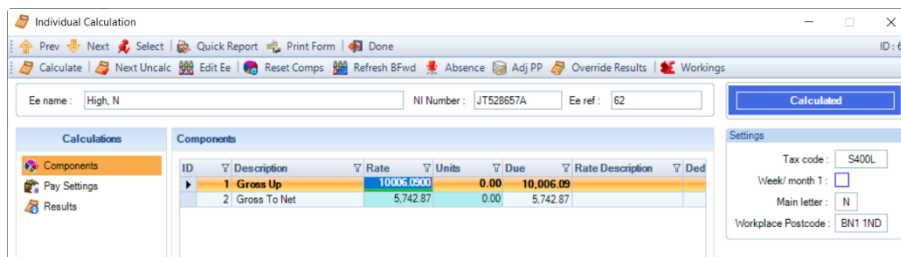 Individual Calculation
Prev Next Select Quick Report Print Form Done ID : 6
Calculate Next Uncalc Edit Ee Reset Comps Refresh BFwd Absence Adj PP Override Results Workings
Ee name : High, N NI Number : JT528657A Ee ref : 62 Calculated
Calculations Components Settings
Components ID Description Rate Units Due Rate Description Ded Tax code : S400L
Pay Settings 1 Gross Up 10006.0900 0.00 10,006.09 Week/ month 1 :
Results 2 Gross To Net 5,742.87 0.00 5,742.87 Main letter : N
Workplace Postcode : BN1 1ND